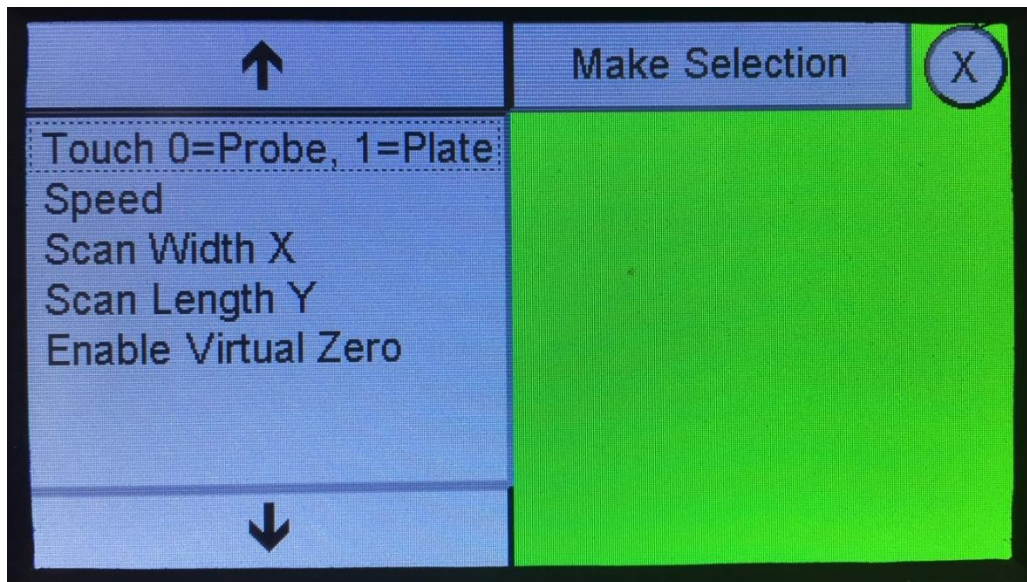 Make Selection
X
Touch 0=Probe, 1=Plate
Speed
Scan Width X
Scan Length Y
Enable Virtual Zero